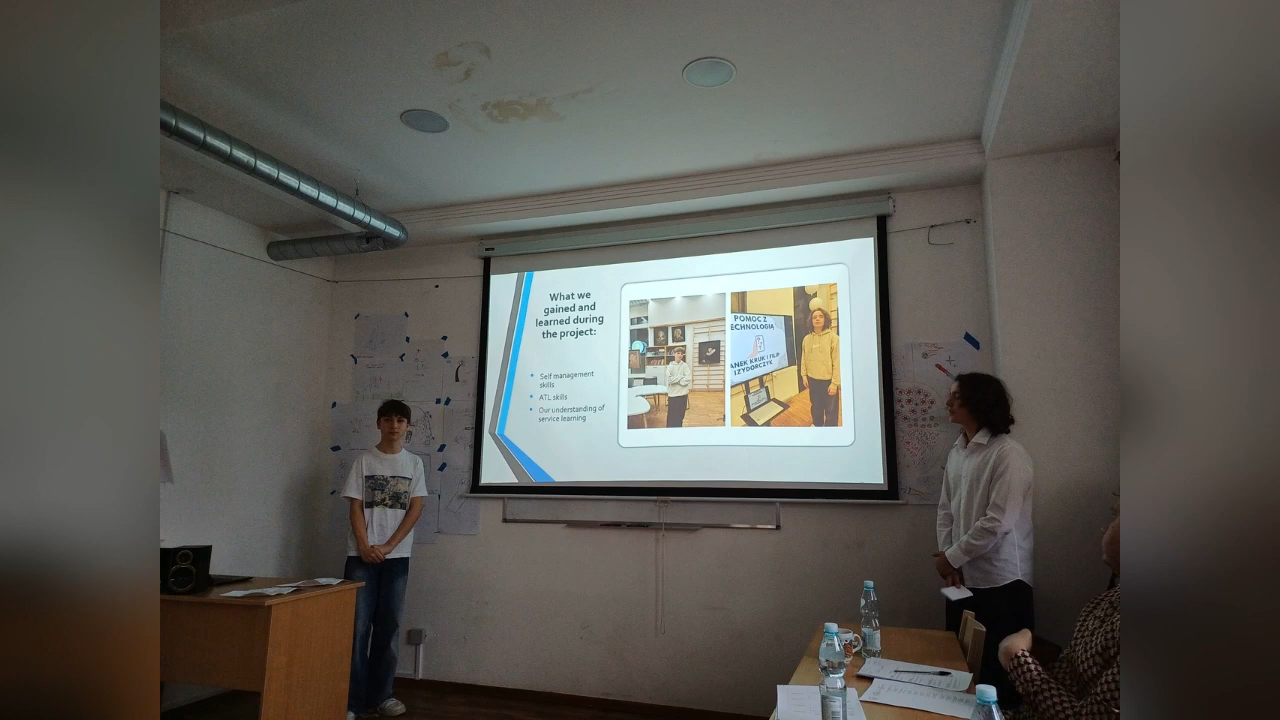 What we
gained and
learned during
the project:
Self management
skills
ATL skills
Our understanding of
service learning
POMOC Z
ECHNOLOGIĄ
ANEK KRUK I FILIP
IZYDORCZYK